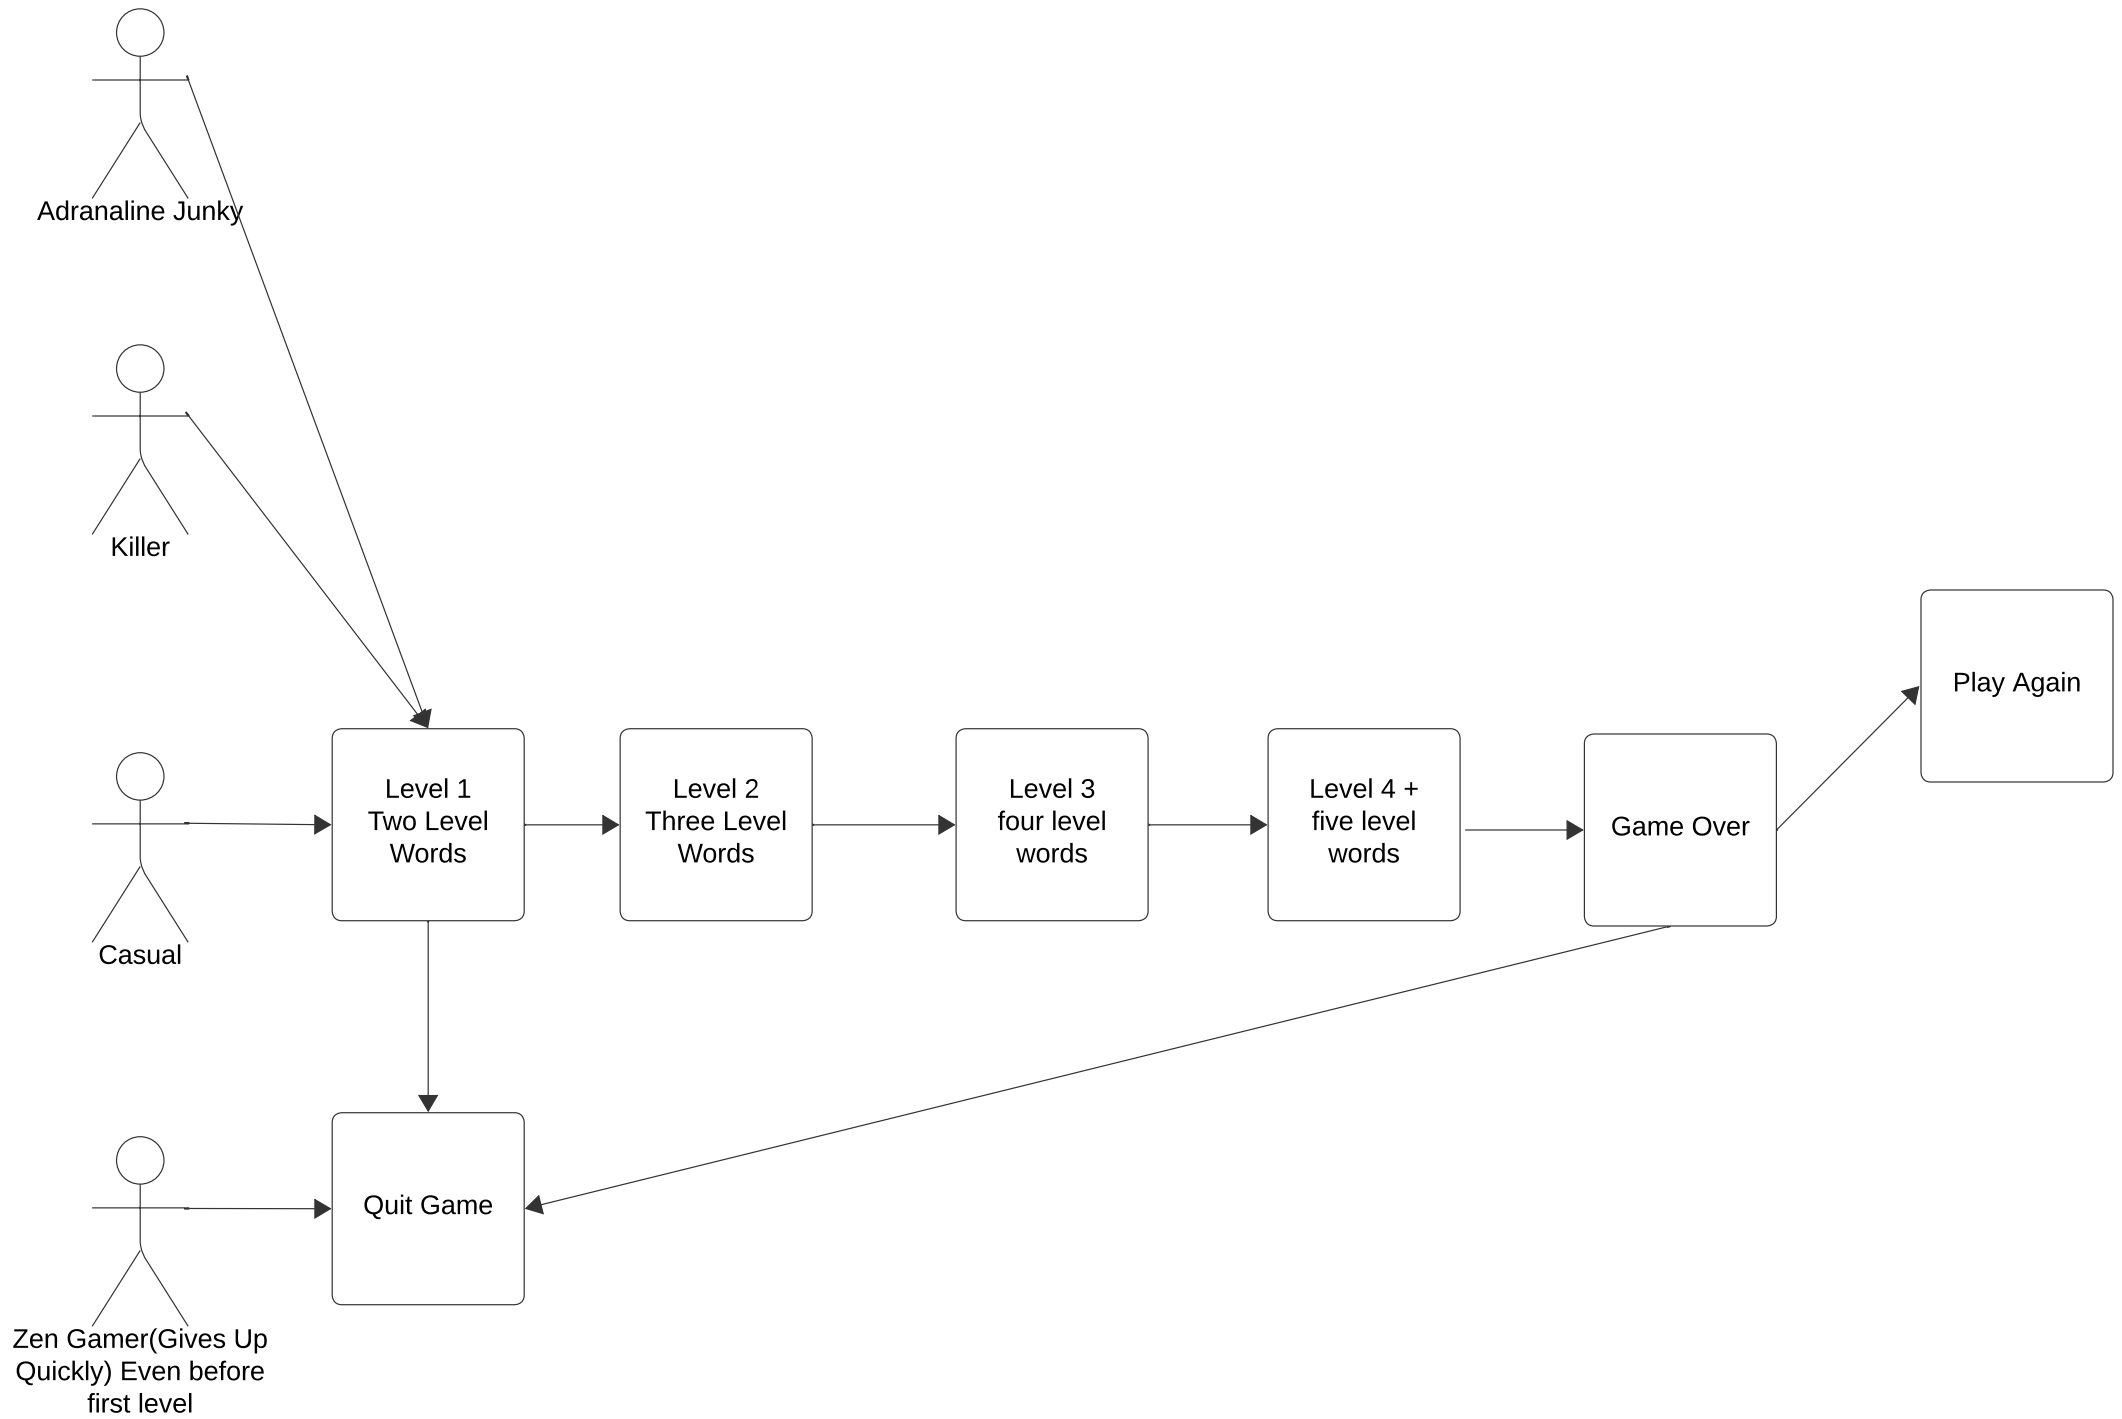 Adranaline Junky
Killer
Play Again
Level 1
Two Level
Words
Level 2
Three Level
Words
Level 3
four level
words
Level 4 +
five level
words
Game Over
Casual
Quit Game
Zen Gamer(Gives Up
Quickly) Even before
first level